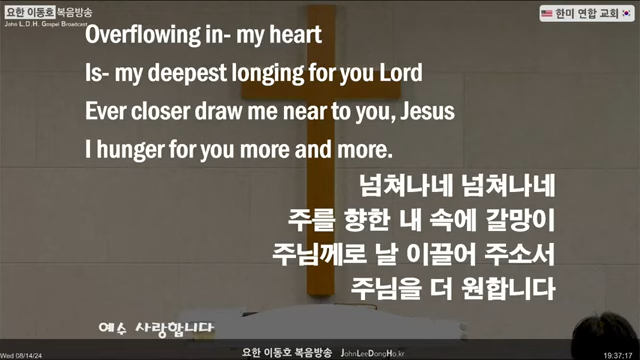 요한 이동호 복음방송
John L.D.H. Gospel Broadcast
한미 연합 교회
Overflowing in- my heart
Is- my deepest longing for you Lord
Ever closer draw me near to you, Jesus
I hunger for you more and more.
넘쳐나네 넘쳐나네
주를 향한 내 속에 갈망이
주님께로 날 이끌어 주소서
주님을 더 원합니다
예수 사랑합니다
요한 이동호 복음방송 JohnLeeDongHo.kr
Wed 08/14/24
19:37:17